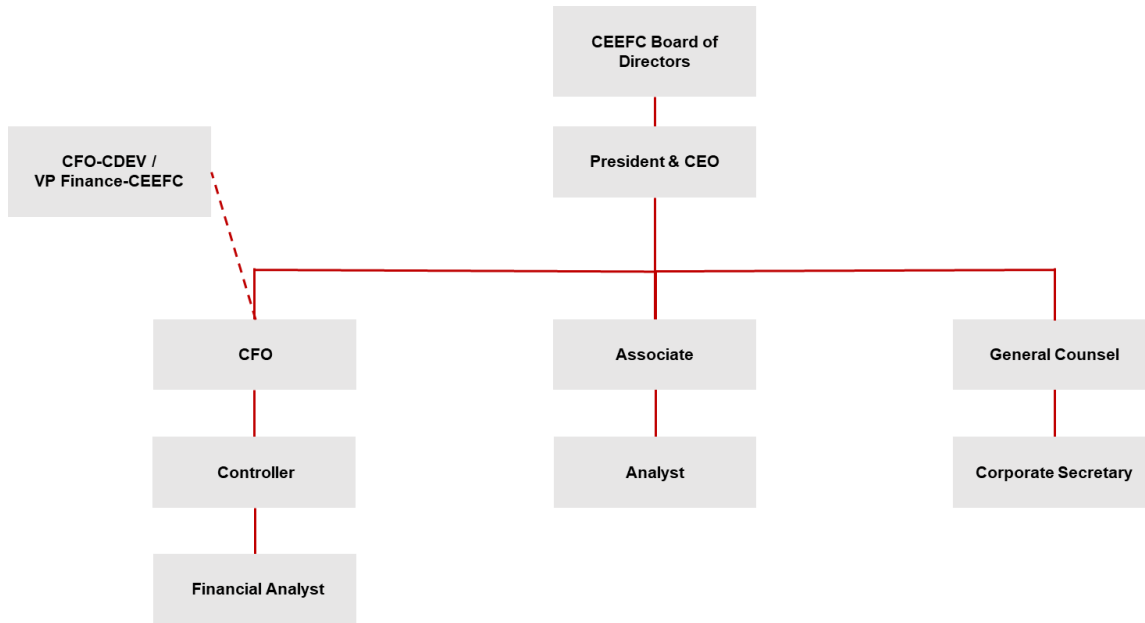 CEEFC Board of
Directors
CFO-CDEV /
VP Finance-CEEFC
President & CEO
CFO
Associate
General Counsel
Controller
Analyst
Corporate Secretary
Financial Analyst